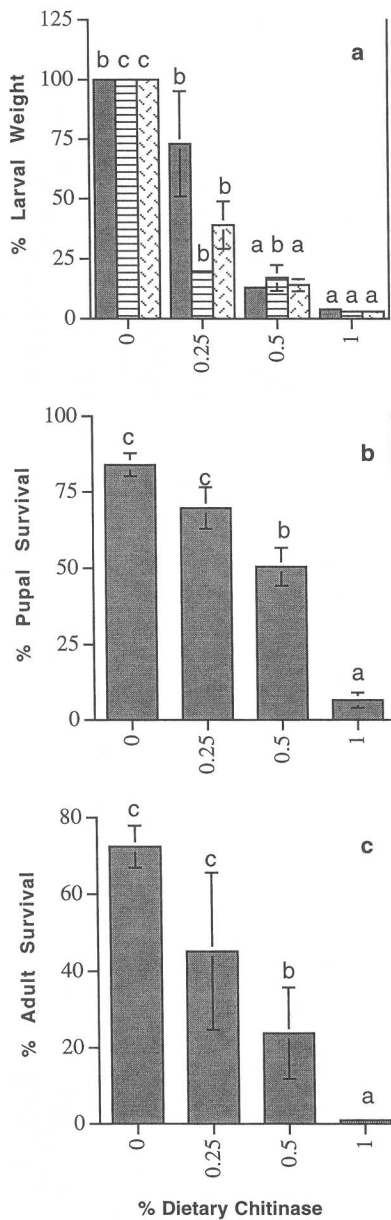 125
a
b c c
100
b
75
b
50
b
a b a
25
a a a
0
0
0.25
0.5
1
% Larval Weight
100
b
c
c
75
b
50
25
a
0
0
0.25
0.5
1
% Pupal Survival
80
c
c
c
60
b
40
20
a
0
0
0.25
0.5
1
% Adult Survival
% Dietary Chitinase